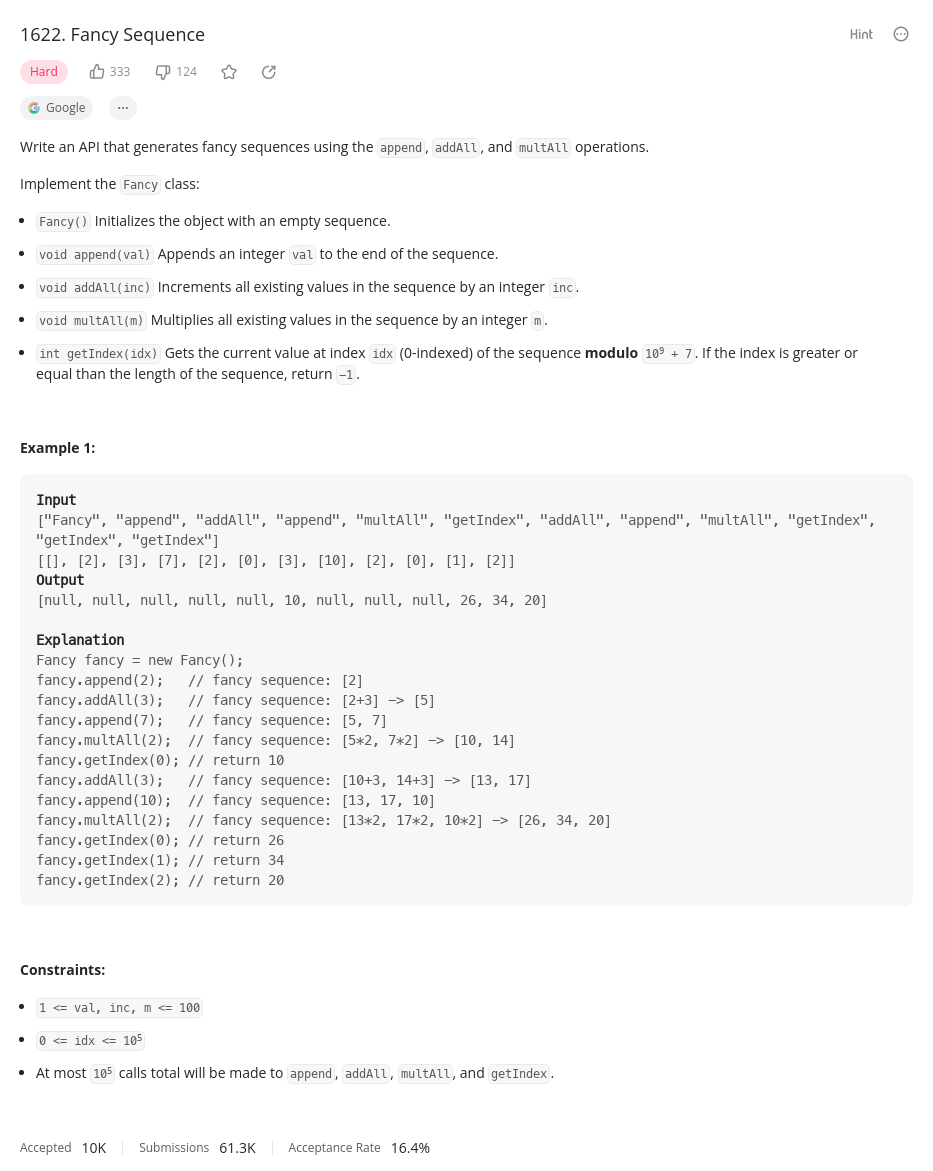 1622. Fancy Sequence
Hint
Hard 333 124
Google ...
Write an API that generates fancy sequences using the append, addAll, and multAll operations.
Implement the Fancy class:
• Fancy() Initializes the object with an empty sequence.
• void append(val) Appends an integer val to the end of the sequence.
• void addAll(inc) Increments all existing values in the sequence by an integer inc.
• void multAll(m) Multiplies all existing values in the sequence by an integer m.
• int getIndex(idx) Gets the current value at index idx (0-indexed) of the sequence modulo 10⁹ + 7. If the index is greater or
equal than the length of the sequence, return −1.
Example 1:
Input
["Fancy", "append", "addAll", "append", "multAll", "getIndex", "addAll", "append", "multAll", "getIndex",
"getIndex", "getIndex"]
[[], [2], [3], [7], [2], [0], [3], [10], [2], [0], [1], [2]]
Output
[null, null, null, null, null, 10, null, null, null, 26, 34, 20]
Explanation
Fancy fancy = new Fancy();
fancy.append(2);   // fancy sequence: [2]
fancy.addAll(3);   // fancy sequence: [2+3] -> [5]
fancy.append(7);   // fancy sequence: [5, 7]
fancy.multAll(2);  // fancy sequence: [5*2, 7*2] -> [10, 14]
fancy.getIndex(0); // return 10
fancy.addAll(3);   // fancy sequence: [10+3, 14+3] -> [13, 17]
fancy.append(10);  // fancy sequence: [13, 17, 10]
fancy.multAll(2);  // fancy sequence: [13*2, 17*2, 10*2] -> [26, 34, 20]
fancy.getIndex(0); // return 26
fancy.getIndex(1); // return 34
fancy.getIndex(2); // return 20
Constraints:
• 1 <= val, inc, m <= 100
• 0 <= idx <= 10⁵
• At most 10⁵ calls total will be made to append, addAll, multAll, and getIndex.
Accepted 10K Submissions 61.3K Acceptance Rate 16.4%